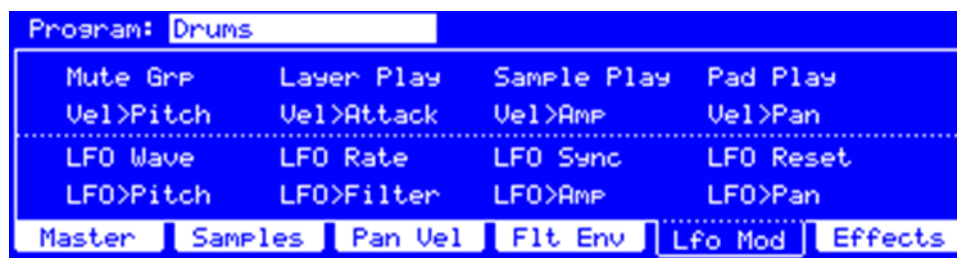 Program: Drums
Mute Grp Layer Play Sample Play Pad Play
Vel>Pitch Vel>Attack Vel>Amp Vel>Pan
LFO Wave LFO Rate LFO Sync LFO Reset
LFO>Pitch LFO>Filter LFO>Amp LFO>Pan
Master Samples Pan Vel Flt Env Lfo Mod Effects